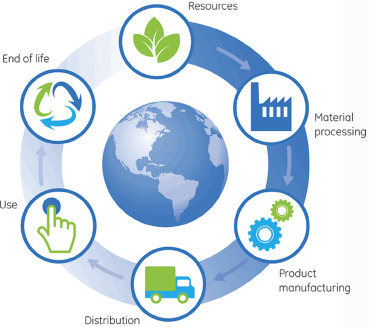 Resources
Material
processing
Product
manufacturing
Distribution
Use
End of life